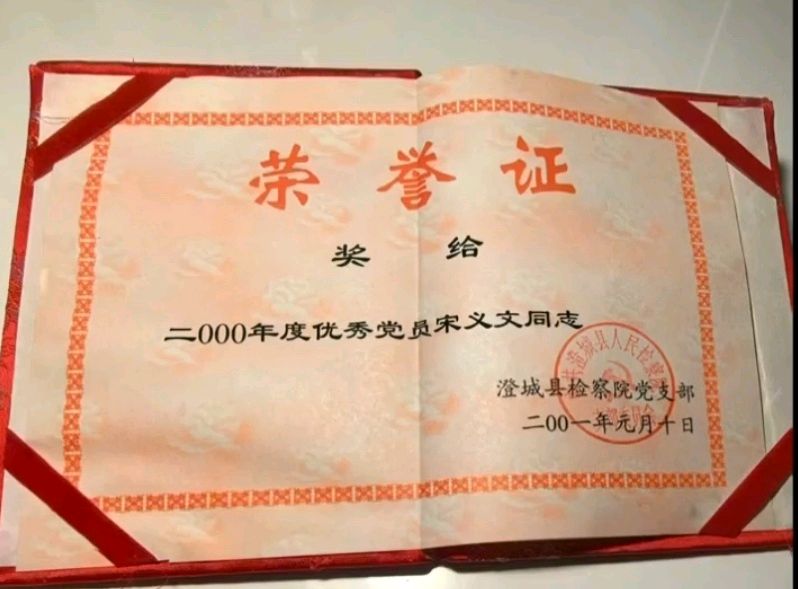 荣誉证
奖给
二000年度优秀党员宋义文同志
澄城县检察院党支部
二00一年元月十日